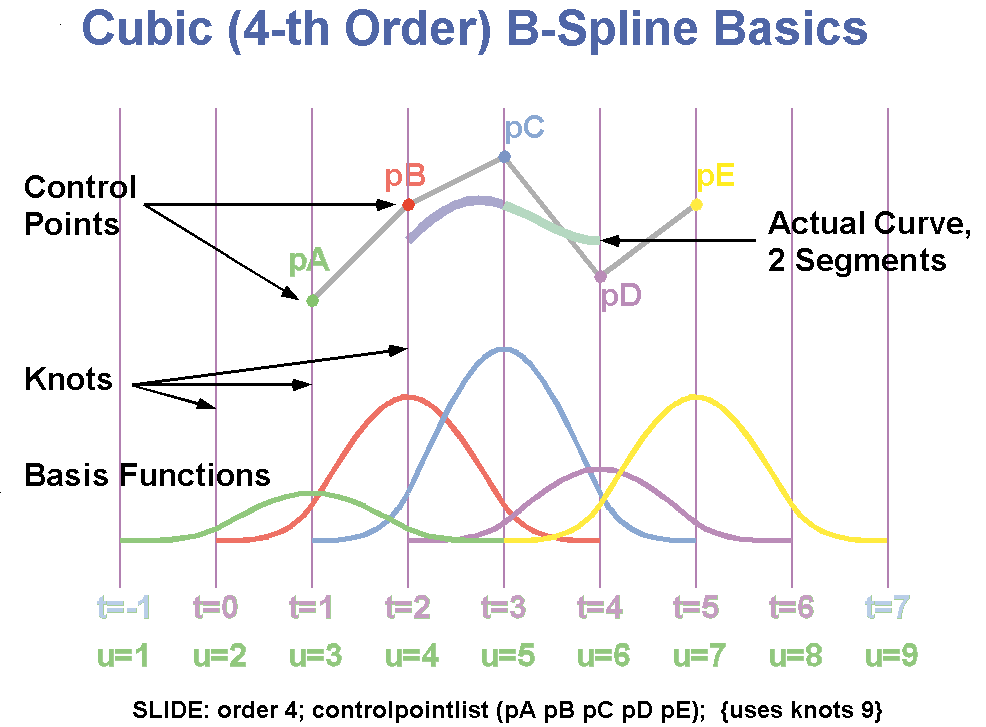 Cubic (4-th Order) B-Spline Basics
pC
pB
pE
Control
Points
Actual Curve,
2 Segments
pA
pD
Knots
Basis Functions
t=-1 t=0 t=1 t=2 t=3 t=4 t=5 t=6 t=7
u=1 u=2 u=3 u=4 u=5 u=6 u=7 u=8 u=9
SLIDE: order 4; controlpointlist (pA pB pC pD pE); {uses knots 9}